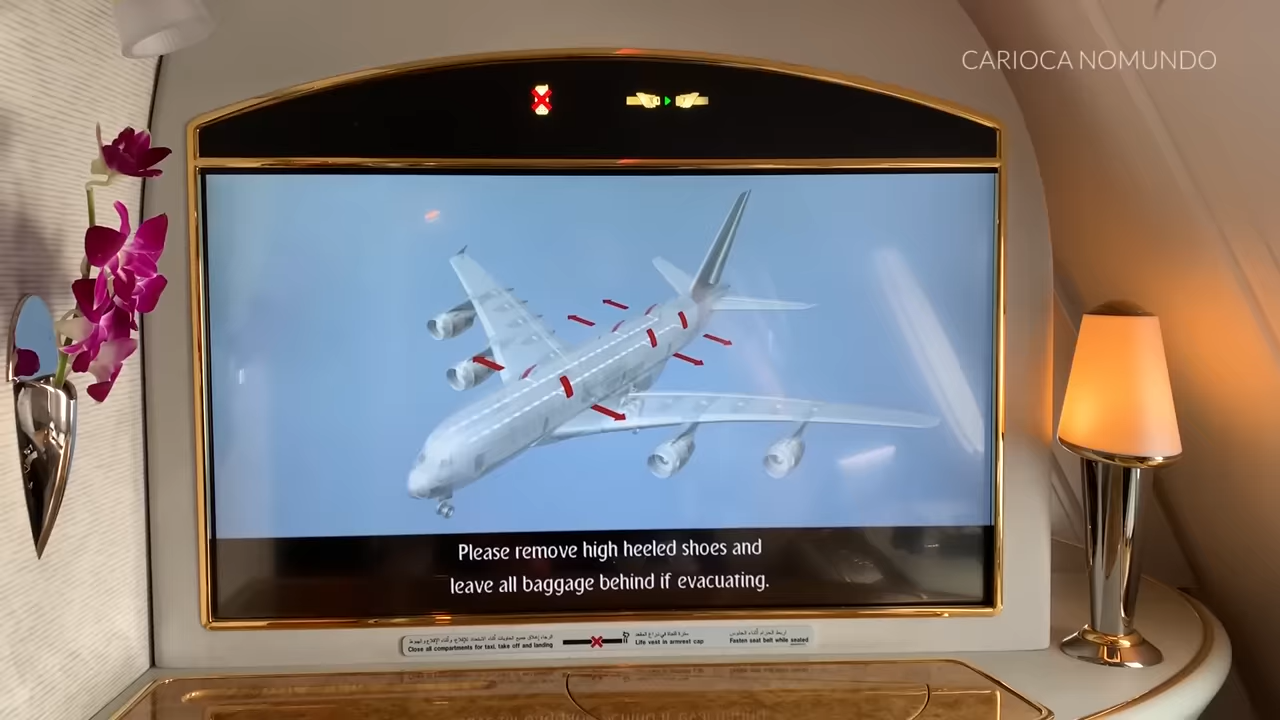 CARIOCA NOMUNDO
Please remove high heeled shoes and
leave all baggage behind if evacuating.
Close all compartments for taxi, take off and landing
Life vest in armrest cap
Fasten seat belt while seated